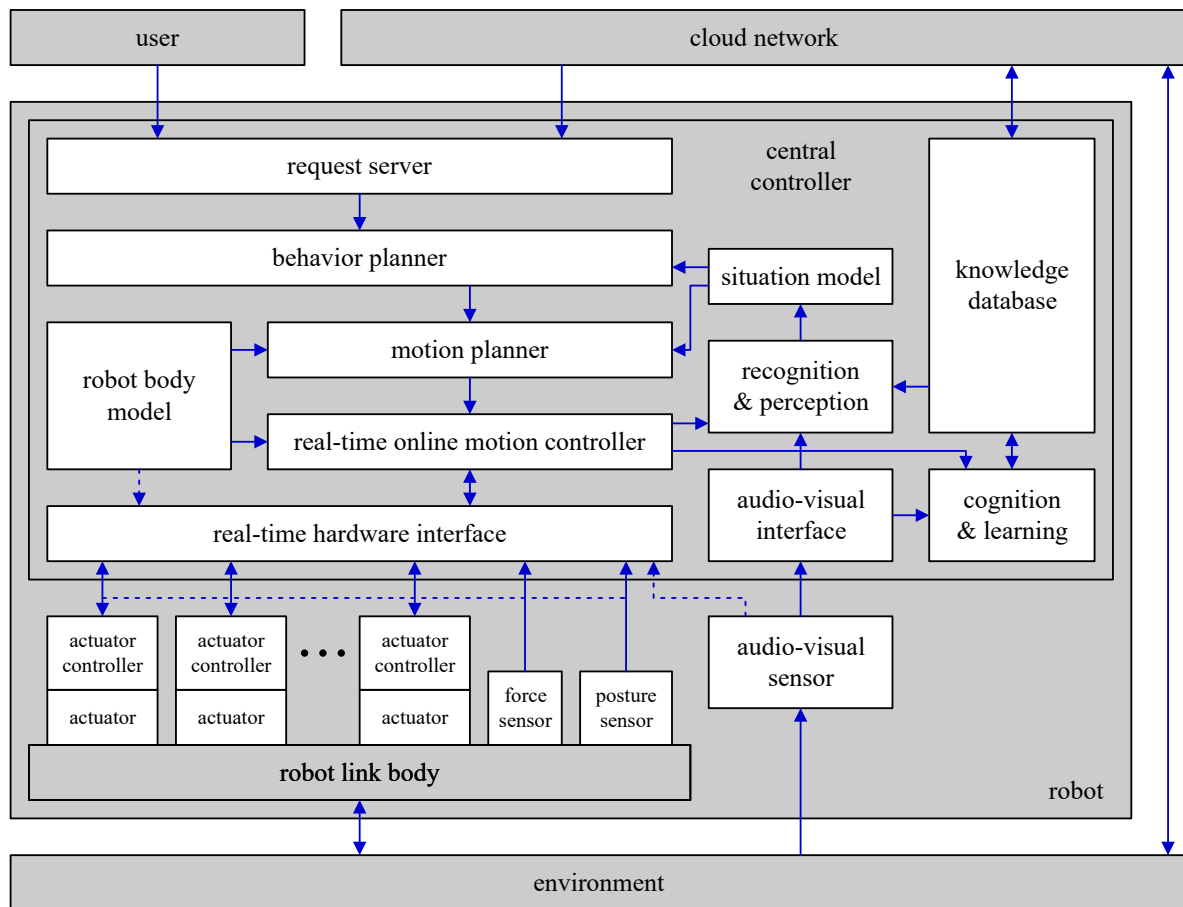 user
cloud network
request server
central
controller
behavior planner
situation model
knowledge
database
motion planner
robot body
model
recognition
& perception
real-time online motion controller
audio-visual
interface
cognition
& learning
real-time hardware interface
actuator
controller
actuator
controller
actuator
controller
audio-visual
sensor
force
sensor
posture
sensor
actuator
actuator
actuator
robot link body
robot
environment